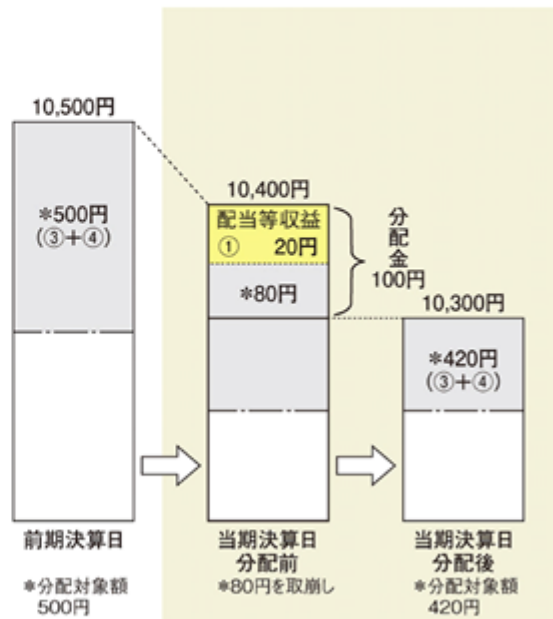 10,500円
*500円
(③+④)
10,400円
配当等収益
① 20円
*80円
分配金
100円
10,300円
*420円
(③+④)
前期決算日
*分配対象額
500円
当期決算日
分配前
*80円を取崩し
当期決算日
分配後
*分配対象額
420円